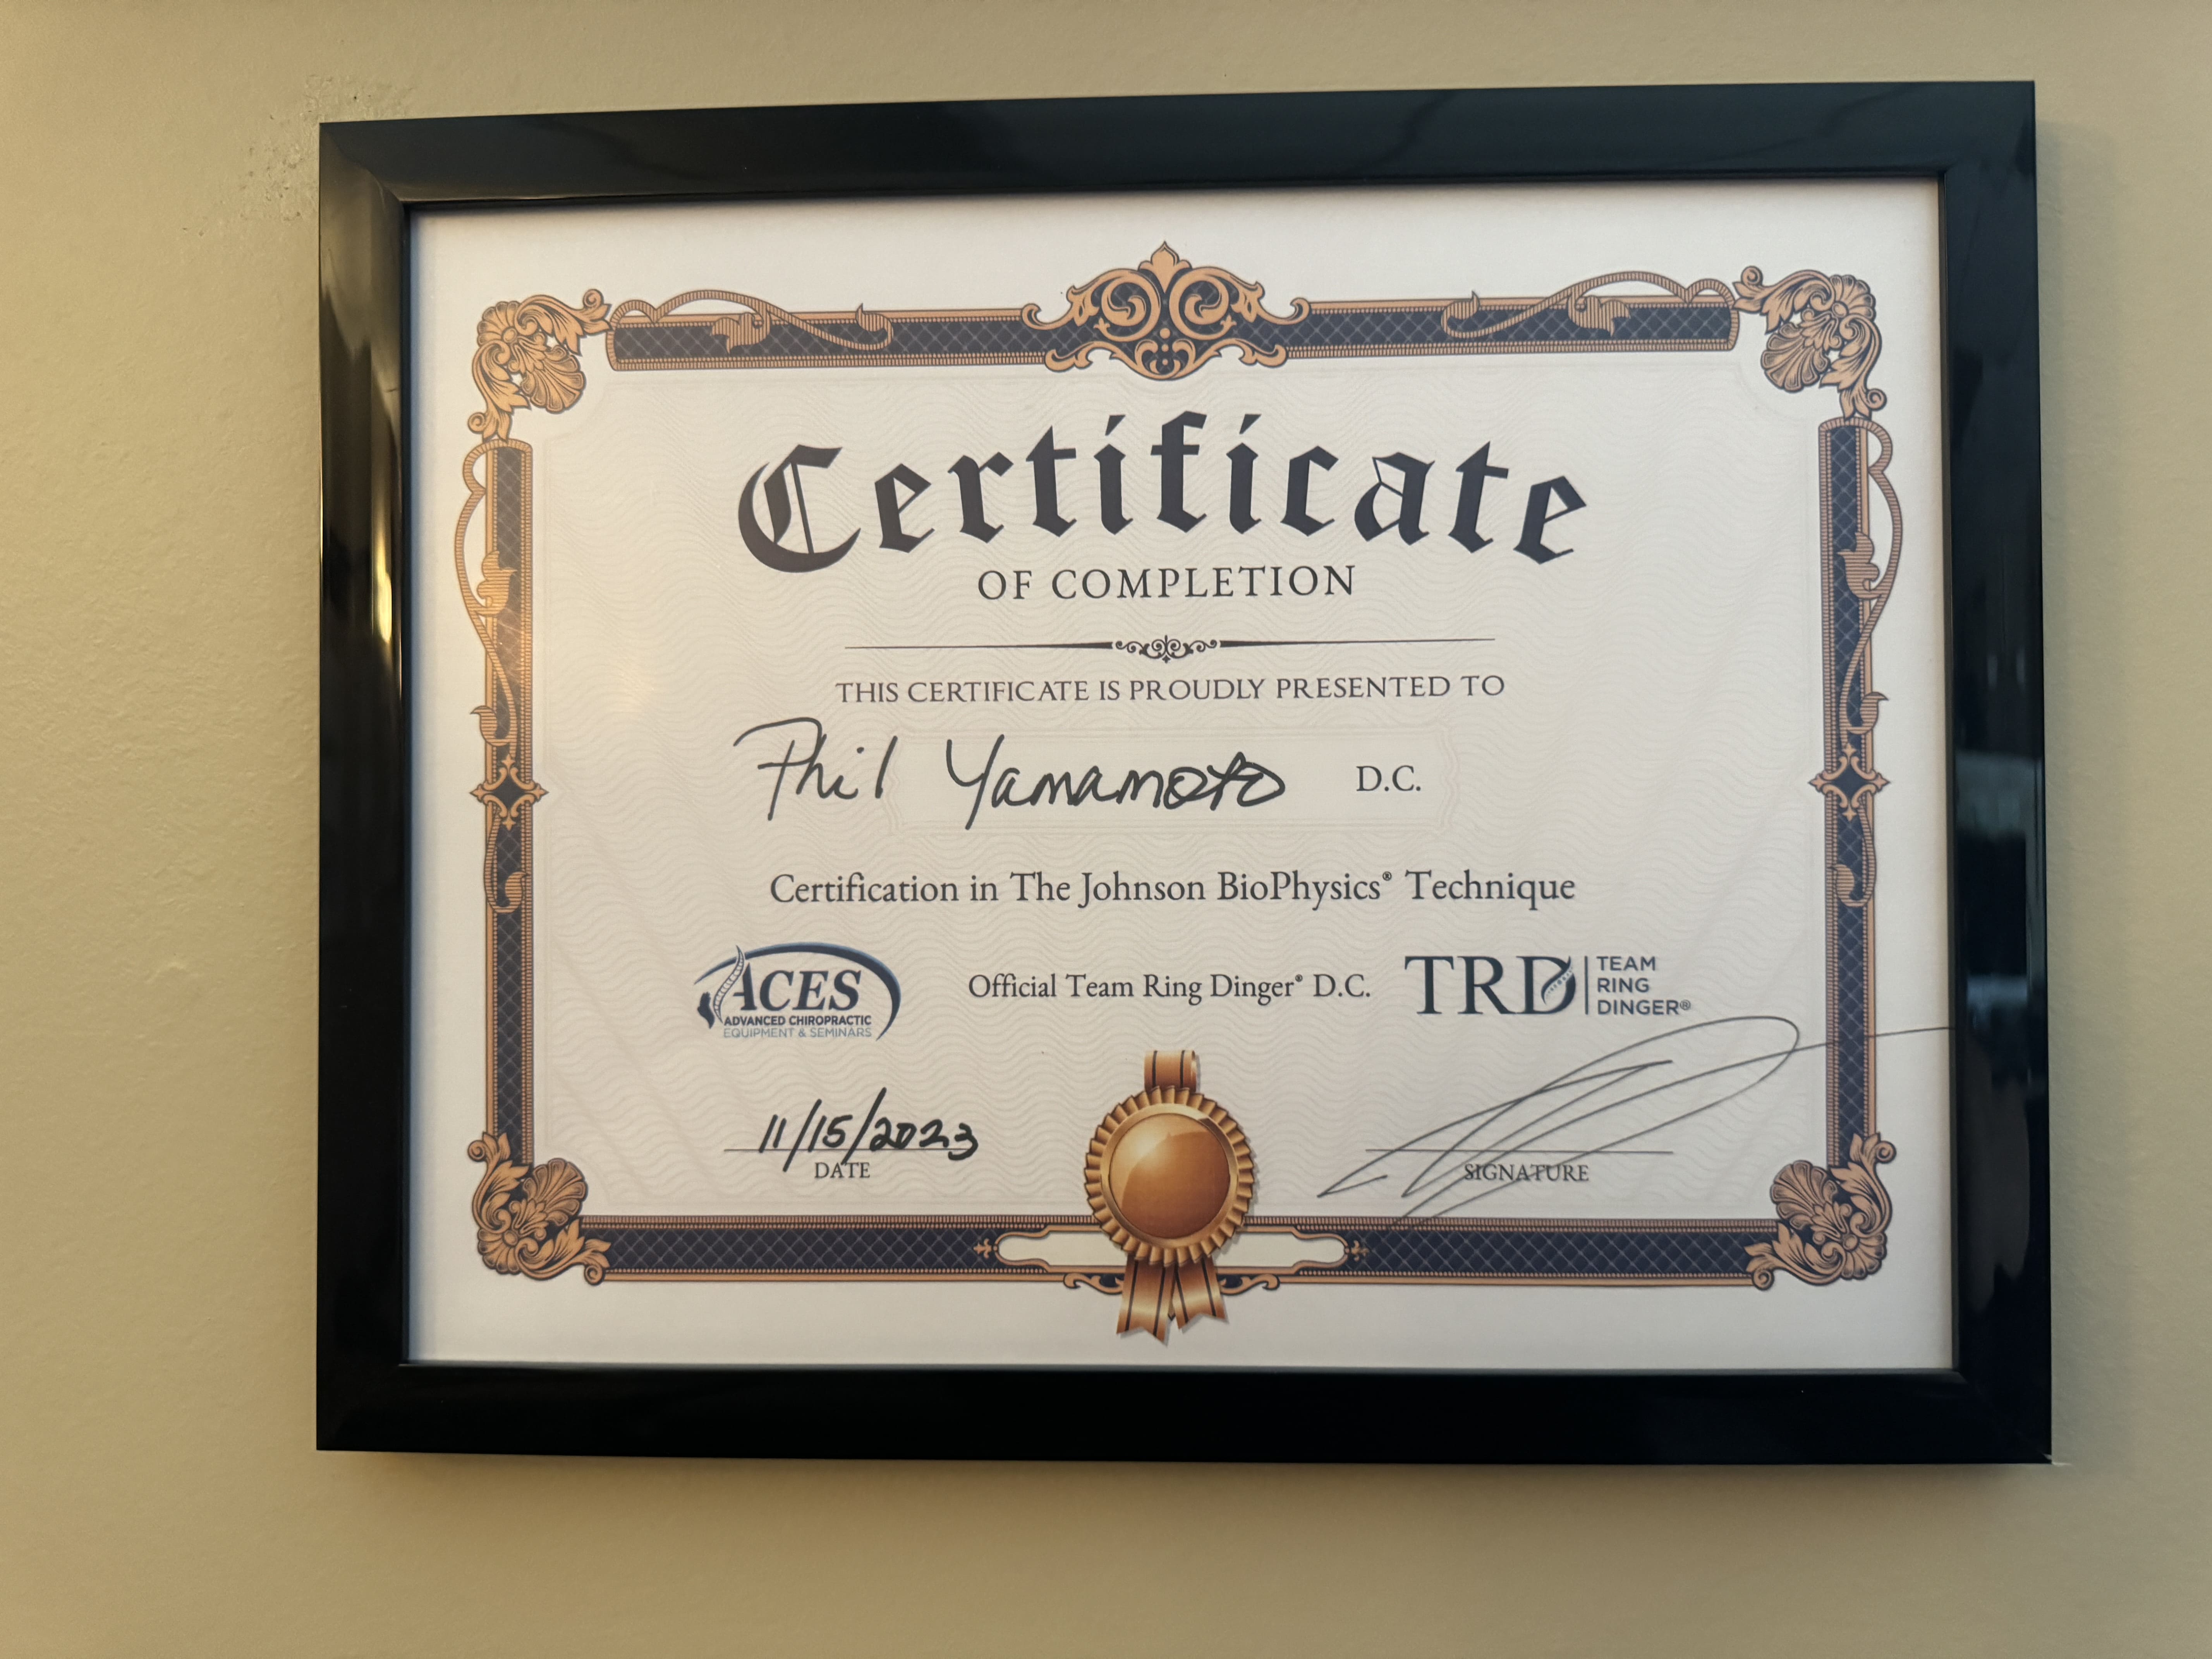 Certificate
OF COMPLETION
THIS CERTIFICATE IS PROUDLY PRESENTED TO
Phil Yamamoto D.C.
Certification in The Johnson BioPhysics® Technique
ACES
ADVANCED CHIROPRACTIC
EQUIPMENT & SEMINARS
Official Team Ring Dinger® D.C.
TRD
TEAM
RING
DINGER®
11/15/2023
DATE
SIGNATURE